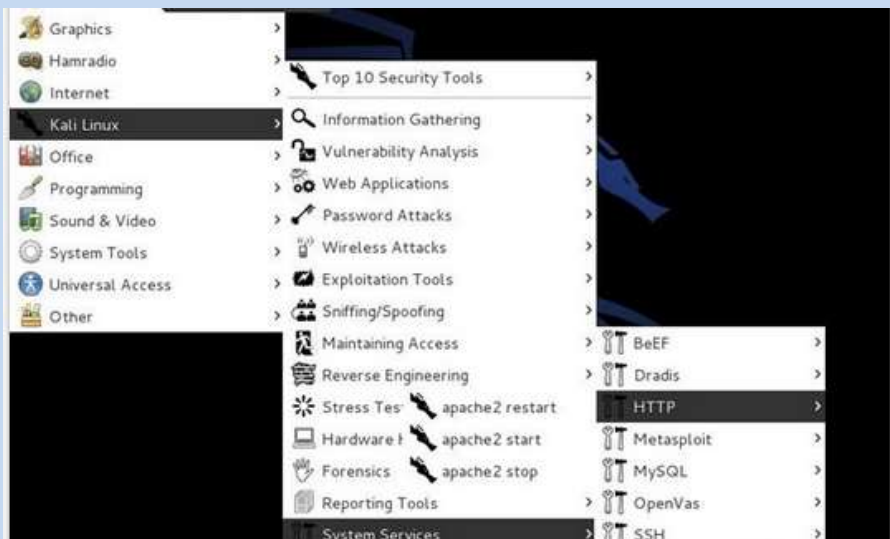 Graphics
Hamradio
Internet
Kali Linux
Office
Programming
Sound & Video
System Tools
Universal Access
Other
Top 10 Security Tools
Information Gathering
Vulnerability Analysis
Web Applications
Password Attacks
Wireless Attacks
Exploitation Tools
Sniffing/Spoofing
Maintaining Access
Reverse Engineering
Stress Tes
Hardware H
Forensics
Reporting Tools
System Services
apache2 restart
apache2 start
apache2 stop
BeEF
Dradis
HTTP
Metasploit
MySQL
OpenVas
SSH